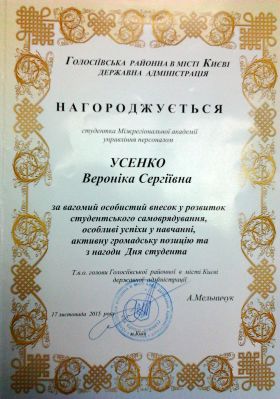 ГОЛОСІЇВСЬКА РАЙОННА В МІСТІ КИЄВІ
ДЕРЖАВНА АДМІНІСТРАЦІЯ
НАГОРОДЖУЄТЬСЯ
студентка Міжрегіональної академії
управління персоналом
УСЕНКО
Вероніка Сергіївна
за вагомий особистий внесок у розвиток
студентського самоврядування,
особливі успіхи у навчанні,
активну громадську позицію та
з нагоди Дня студента
Т.в.о. голови Голосіївської районної в місті Києві
державної адміністрації
А.Мельничук
17 листопада 2015 року
м.Київ